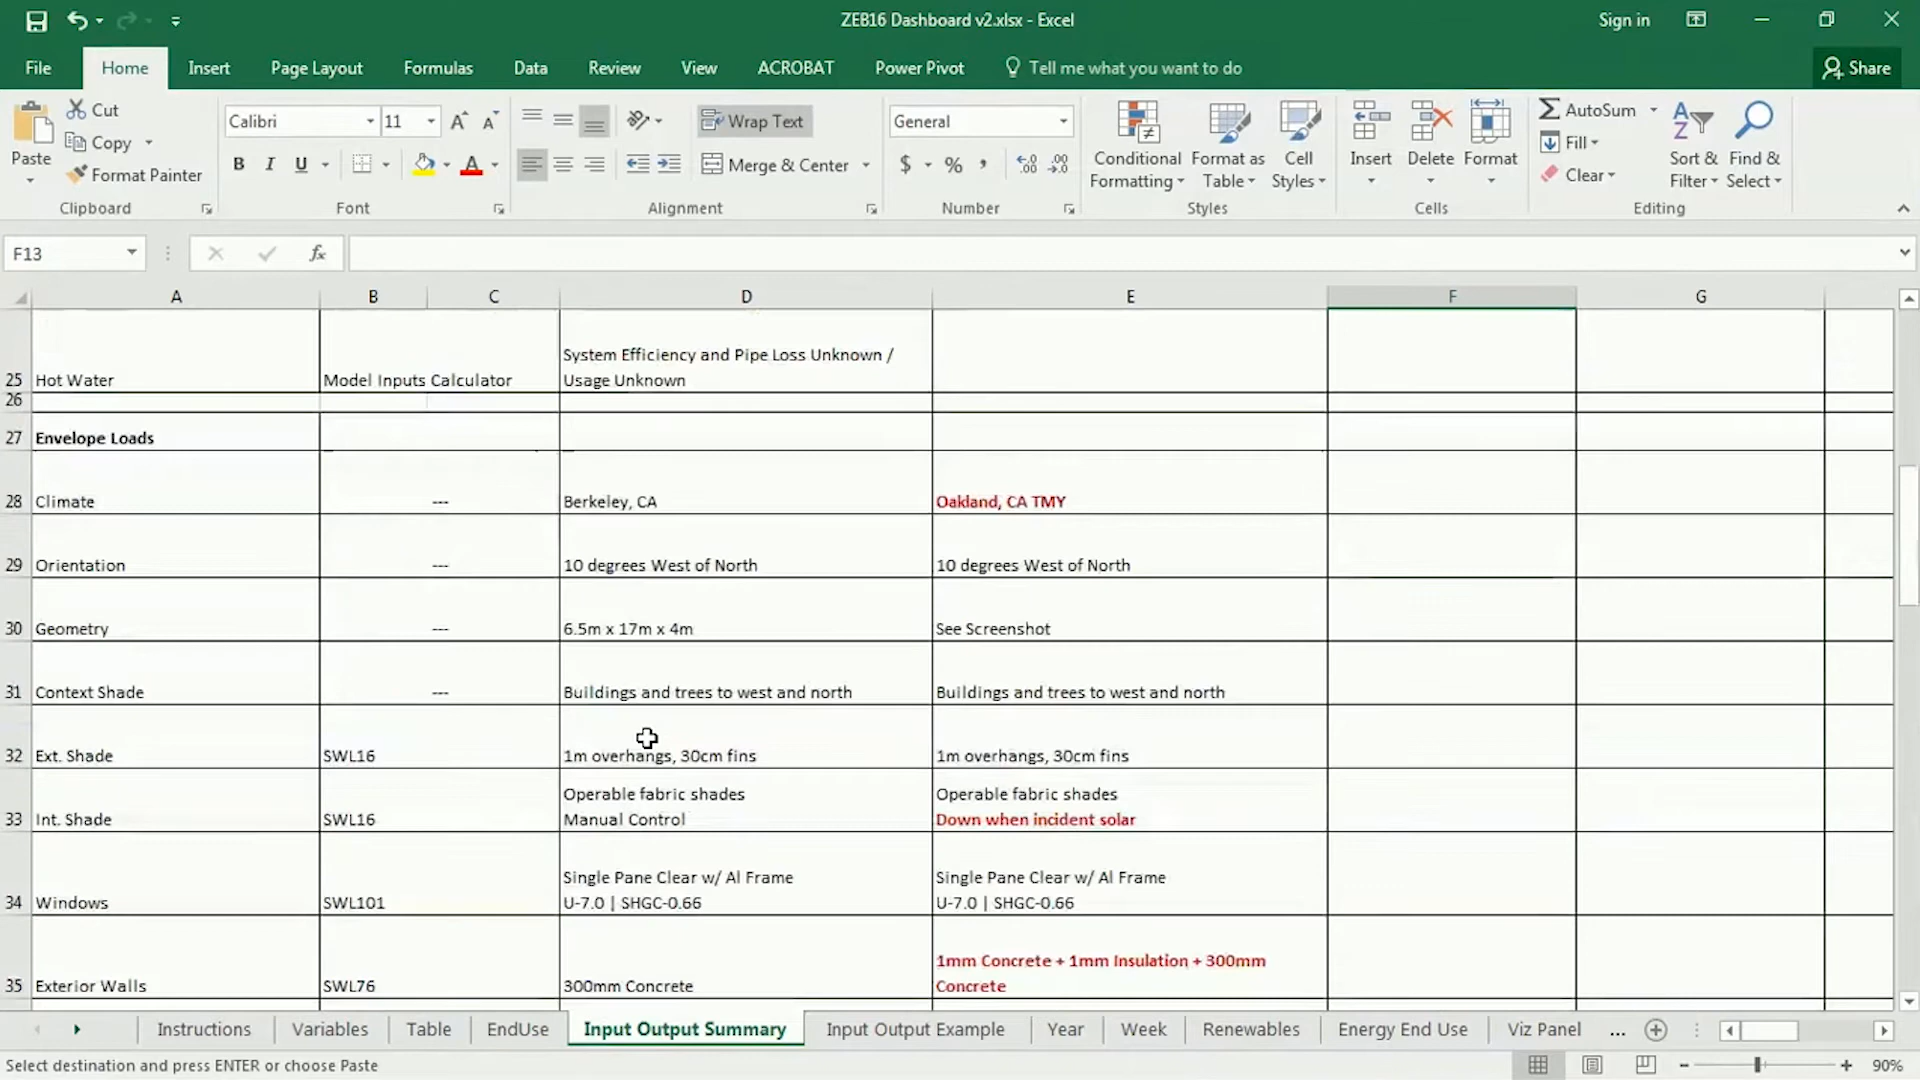 ZEB16 Dashboard v2.xlsx - Excel
Sign in
File
Home
Insert
Page Layout
Formulas
Data
Review
View
ACROBAT
Power Pivot
Tell me what you want to do
Share
Paste
Cut
Copy
Format Painter
Clipboard
Calibri
11
B I U
Font
Wrap Text
Merge & Center
Alignment
General
$ % ,
Number
Conditional
Formatting
Format as
Table
Cell
Styles
Styles
Insert
Delete
Format
Cells
AutoSum
Fill
Clear
Sort &
Filter
Find &
Select
Editing
F13
fx
A B C D E F G
System Efficiency and Pipe Loss Unknown /
25 Hot Water Model Inputs Calculator Usage Unknown
26
27 Envelope Loads
28 Climate --- Berkeley, CA Oakland, CA TMY
29 Orientation --- 10 degrees West of North 10 degrees West of North
30 Geometry --- 6.5m x 17m x 4m See Screenshot
31 Context Shade --- Buildings and trees to west and north Buildings and trees to west and north
32 Ext. Shade SWL16 1m overhangs, 30cm fins 1m overhangs, 30cm fins
Operable fabric shades Operable fabric shades
33 Int. Shade SWL16 Manual Control Down when incident solar
Single Pane Clear w/ Al Frame Single Pane Clear w/ Al Frame
34 Windows SWL101 U-7.0 | SHGC-0.66 U-7.0 | SHGC-0.66
1mm Concrete + 1mm Insulation + 300mm
35 Exterior Walls SWL76 300mm Concrete Concrete
Instructions Variables Table EndUse Input Output Summary Input Output Example Year Week Renewables Energy End Use Viz Panel ...
Select destination and press ENTER or choose Paste
90%